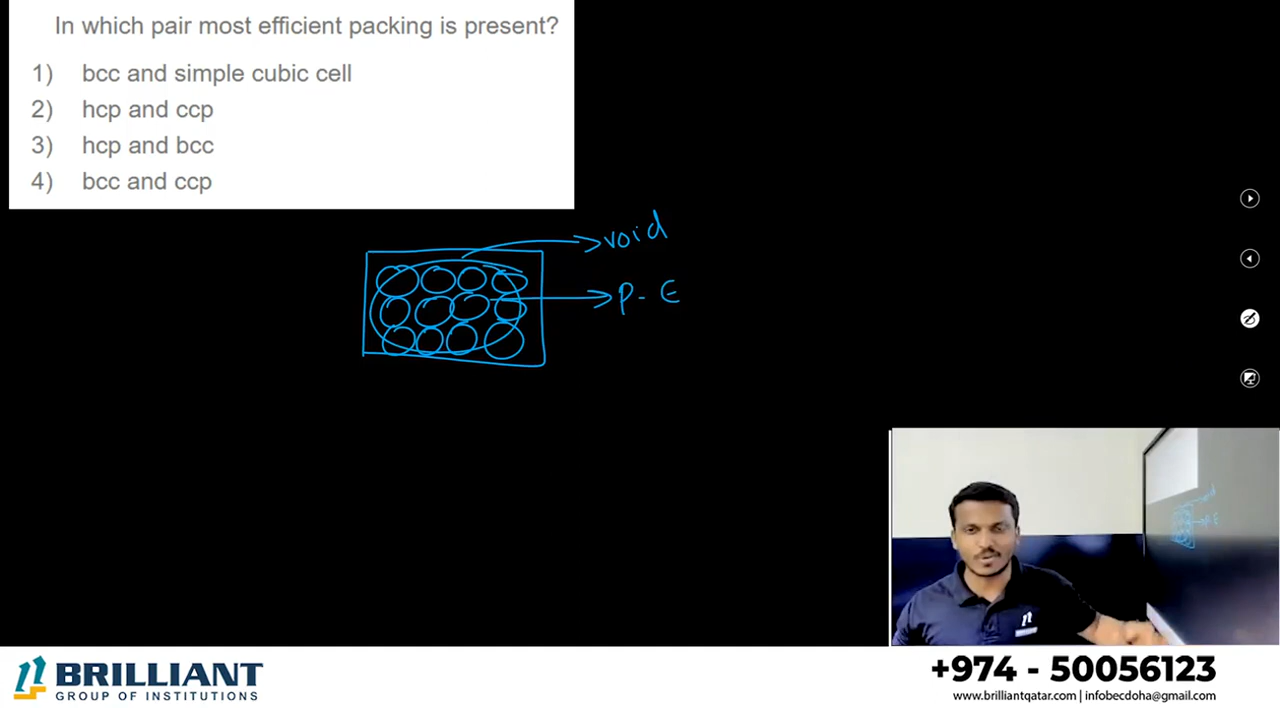 In which pair most efficient packing is present?
1) bcc and simple cubic cell
2) hcp and ccp
3) hcp and bcc
4) bcc and ccp
void
P - E
BRILLIANT
GROUP OF INSTITUTIONS
+974 - 50056123
www.brilliantqatar.com | infobecdoha@gmail.com